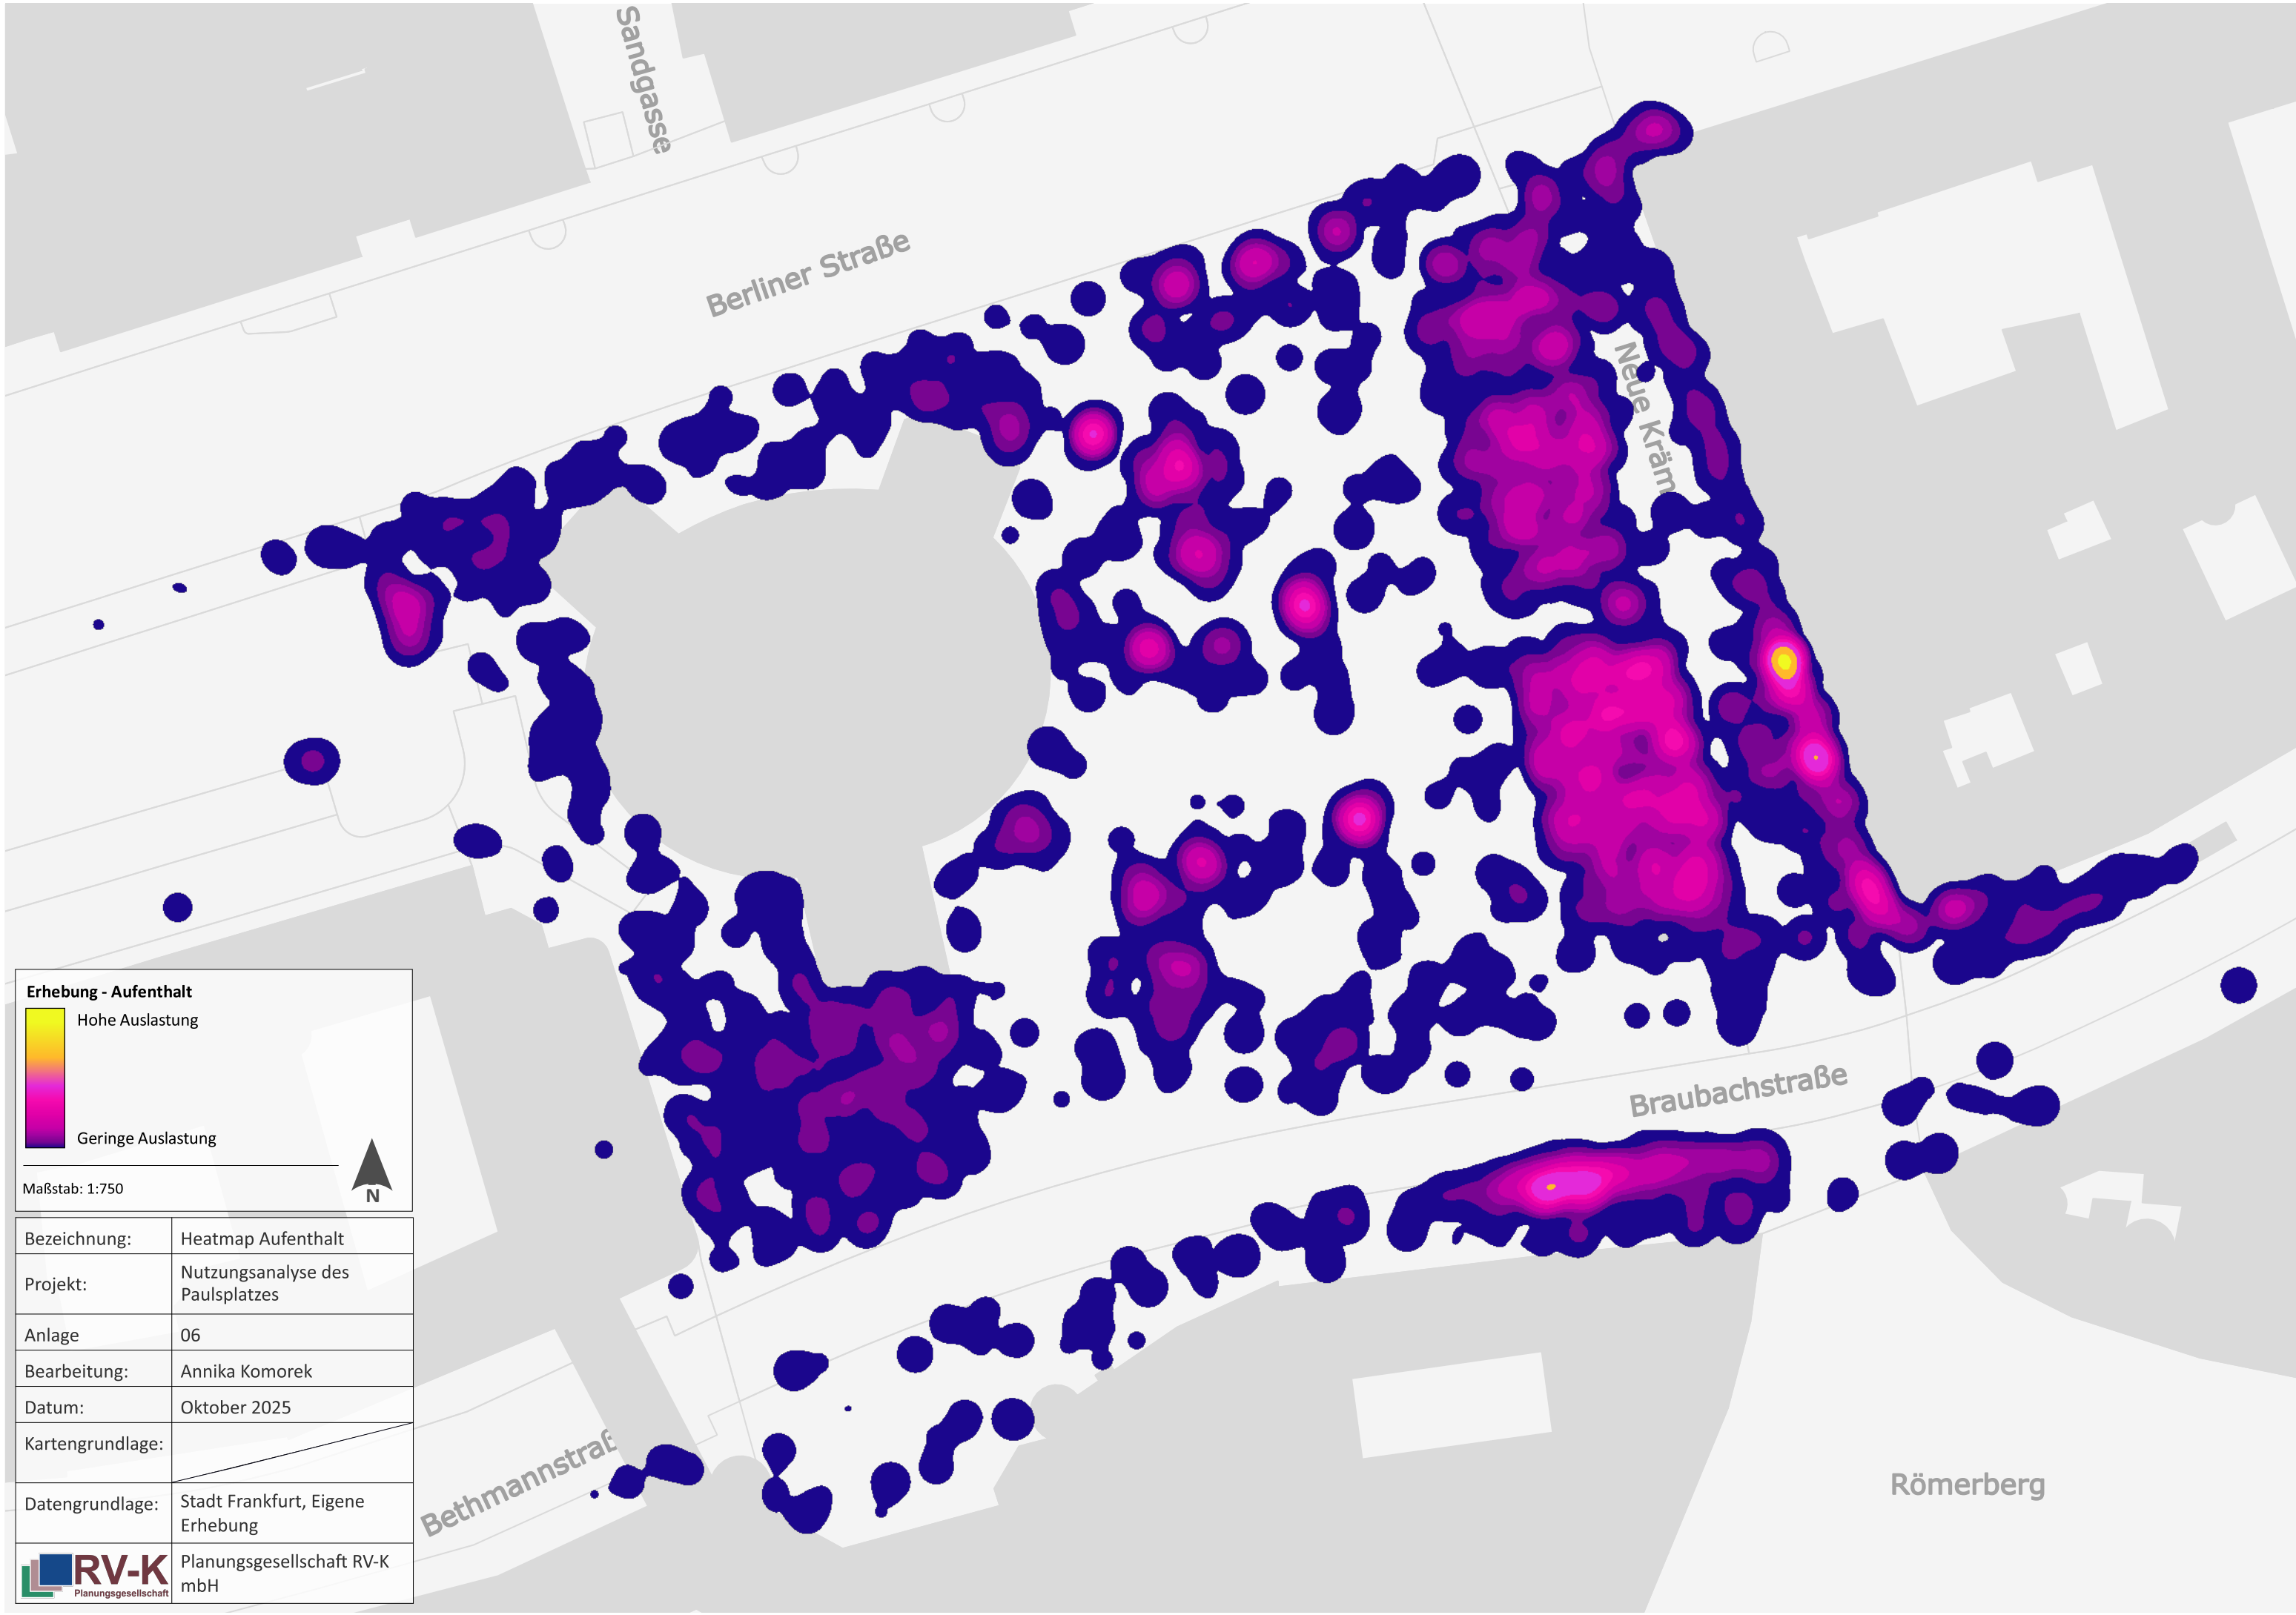 Sandgasse
Berliner Straße
Neue Kräm
Braubachstraße
Bethmannstraß
Römerberg
Erhebung - Aufenthalt
Hohe Auslastung
Geringe Auslastung
Maßstab: 1:750
N
Bezeichnung: Heatmap Aufenthalt
Projekt: Nutzungsanalyse des
Paulsplatzes
Anlage 06
Bearbeitung: Annika Komorek
Datum: Oktober 2025
Kartengrundlage:
Datengrundlage: Stadt Frankfurt, Eigene
Erhebung
RV-K
Planungsgesellschaft
Planungsgesellschaft RV-K
mbH